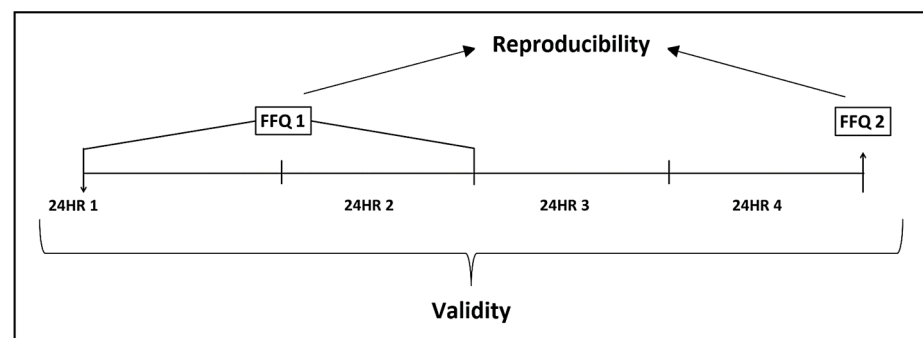 Reproducibility
FFQ 1
FFQ 2
24HR 1
24HR 2
24HR 3
24HR 4
Validity